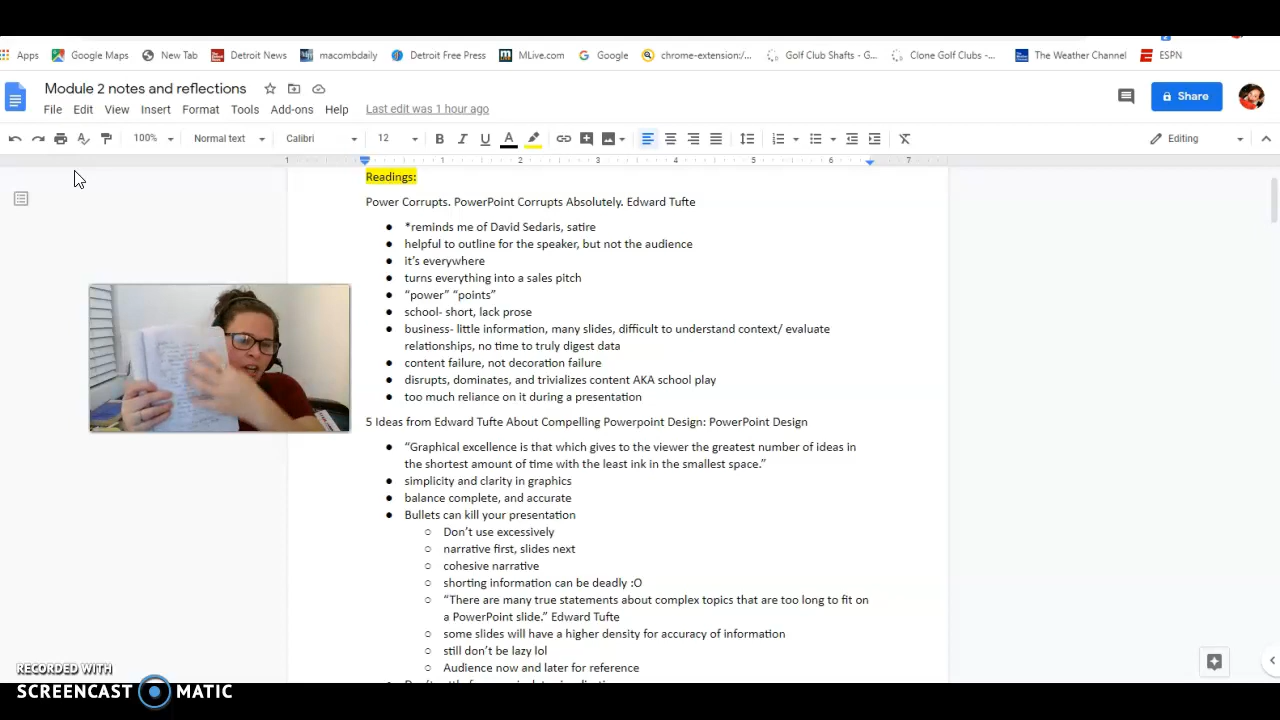 Apps Google Maps New Tab Detroit News macombdaily Detroit Free Press MLive.com Google chrome-extension:/... Golf Club Shafts - G... Clone Golf Clubs -... The Weather Channel ESPN
Module 2 notes and reflections
Share
File Edit View Insert Format Tools Add-ons Help Last edit was 1 hour ago
100% Normal text Calibri 12 B I U A Editing
1 1 2 3 4 5 6 7
Readings:
Power Corrupts. PowerPoint Corrupts Absolutely. Edward Tufte
● *reminds me of David Sedaris, satire
● helpful to outline for the speaker, but not the audience
● it’s everywhere
● turns everything into a sales pitch
● “power” “points”
● school- short, lack prose
● business- little information, many slides, difficult to understand context/ evaluate
relationships, no time to truly digest data
● content failure, not decoration failure
● disrupts, dominates, and trivializes content AKA school play
● too much reliance on it during a presentation
5 Ideas from Edward Tufte About Compelling Powerpoint Design: PowerPoint Design
● “Graphical excellence is that which gives to the viewer the greatest number of ideas in
the shortest amount of time with the least ink in the smallest space.”
● simplicity and clarity in graphics
● balance complete, and accurate
● Bullets can kill your presentation
○ Don’t use excessively
○ narrative first, slides next
○ cohesive narrative
○ shorting information can be deadly :O
○ “There are many true statements about complex topics that are too long to fit on
a PowerPoint slide.” Edward Tufte
○ some slides will have a higher density for accuracy of information
○ still don’t be lazy lol
○ Audience now and later for reference
RECORDED WITH
SCREENCAST MATIC